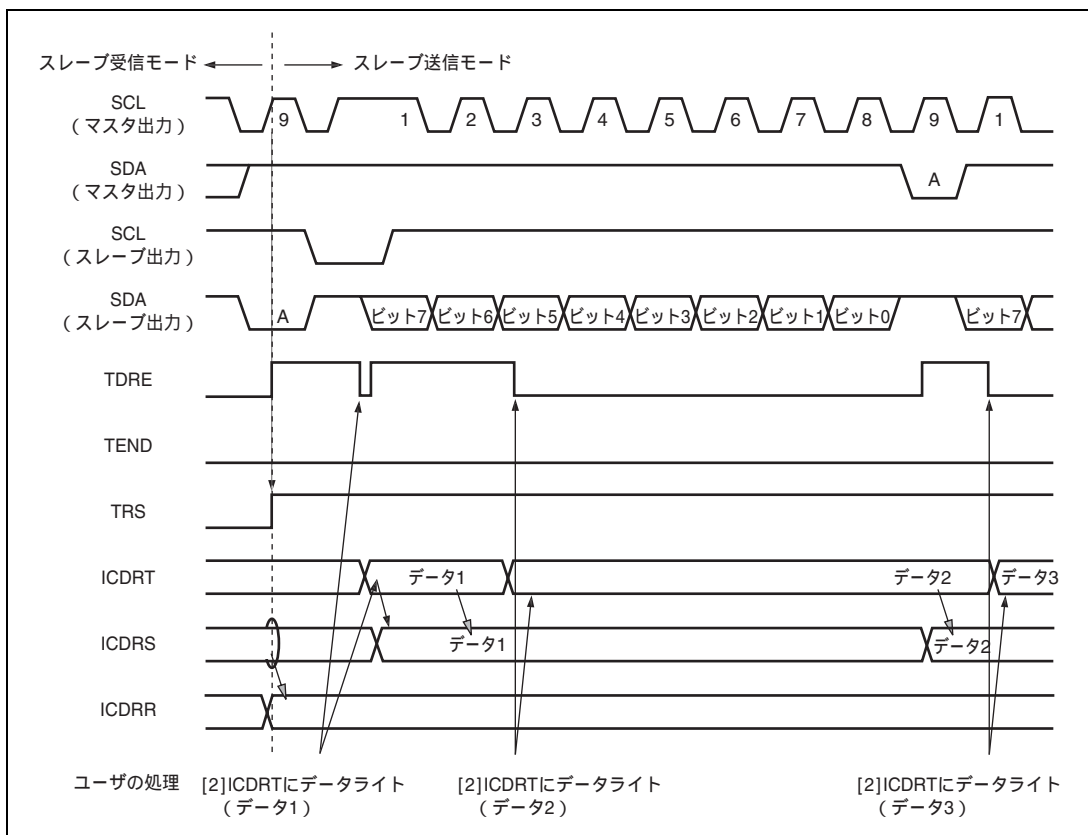 スレーブ受信モード スレーブ送信モード
SCL
(マスタ出力)
9 1 2 3 4 5 6 7 8 9 1
SDA
(マスタ出力)
A
SCL
(スレーブ出力)
SDA
(スレーブ出力)
A ビット7 ビット6 ビット5 ビット4 ビット3 ビット2 ビット1 ビット0 ビット7
TDRE
TEND
TRS
ICDRT
データ1 データ2 データ3
ICDRS
データ1 データ2
ICDRR
ユーザの処理 [2]ICDRTにデータライト [2]ICDRTにデータライト [2]ICDRTにデータライト
(データ1) (データ2) (データ3)